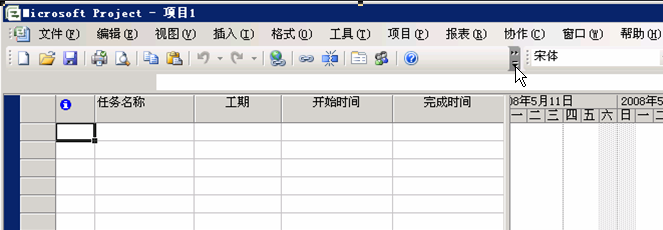 Microsoft Project - 项目1
文件(F) 编辑(E) 视图(V) 插入(I) 格式(O) 工具(T) 项目(P) 报表(R) 协作(C) 窗口(W) 帮助(H)
宋体
任务名称 工期 开始时间 完成时间
08年5月11日 2008年5
一 二 三 四 五 六 日 一 二